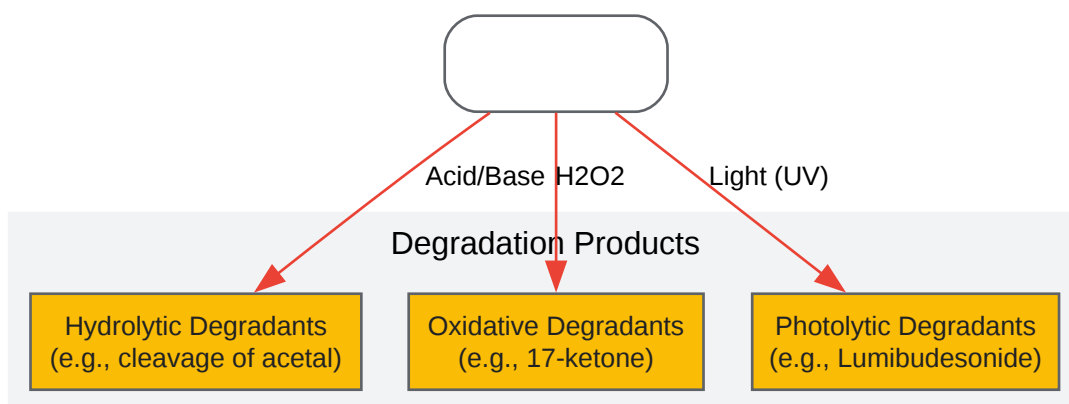 Acid/Base
H2O2
Light (UV)
Degradation Products
Hydrolytic Degradants
(e.g., cleavage of acetal)
Oxidative Degradants
(e.g., 17-ketone)
Photolytic Degradants
(e.g., Lumibudesonide)